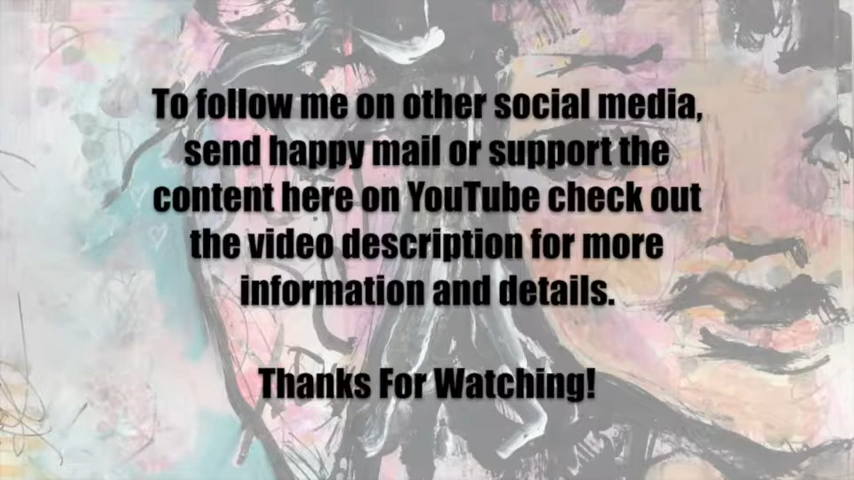 To follow me on other social media,
send happy mail or support the
content here on YouTube check out
the video description for more
information and details.
Thanks For Watching!